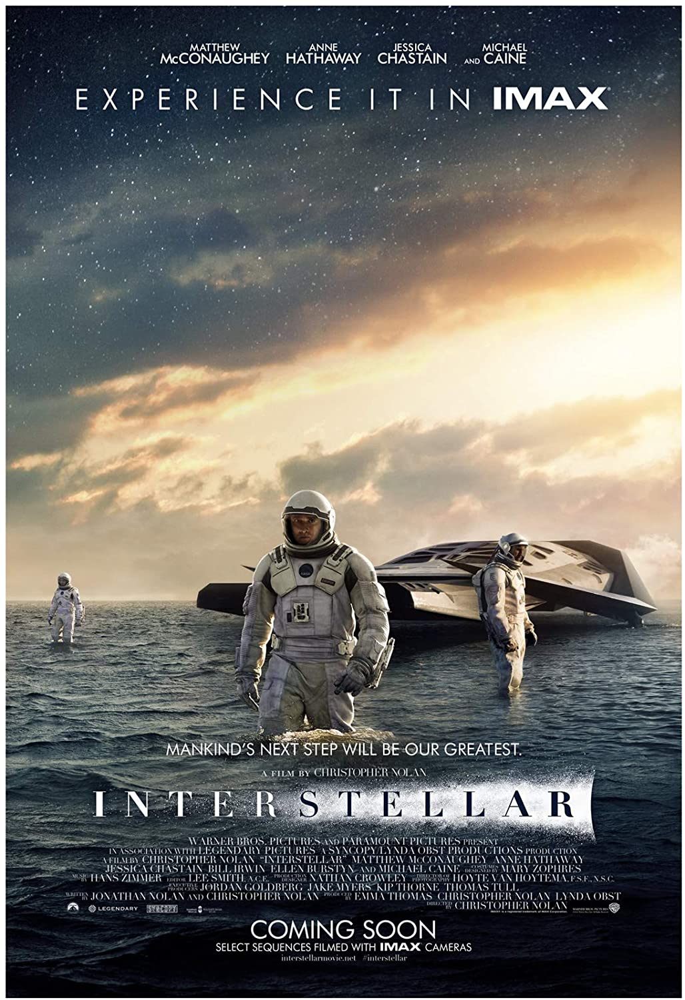 MATTHEW McCONAUGHEY ANNE HATHAWAY JESSICA CHASTAIN AND MICHAEL CAINE
EXPERIENCE IT IN IMAX
NASA
MANKIND'S NEXT STEP WILL BE OUR GREATEST.
A FILM BY CHRISTOPHER NOLAN
INTERSTELLAR
WARNER BROS. PICTURES AND PARAMOUNT PICTURES PRESENT
IN ASSOCIATION WITH LEGENDARY PICTURES A SYNCOPY/LYNDA OBST PRODUCTIONS PRODUCTION
A FILM BY CHRISTOPHER NOLAN "INTERSTELLAR" MATTHEW McCONAUGHEY ANNE HATHAWAY
JESSICA CHASTAIN BILL IRWIN ELLEN BURSTYN AND MICHAEL CAINE COSTUMES DESIGNED BY MARY ZOPHRES
MUSIC BY HANS ZIMMER EDITOR LEE SMITH A.C.E. PRODUCTION DESIGNER NATHAN CROWLEY DIRECTOR OF PHOTOGRAPHY HOYTE VAN HOYTEMA, F.S.F., N.S.C.
EXECUTIVE PRODUCERS JORDAN GOLDBERG JAKE MYERS KIP THORNE THOMAS TULL
WRITTEN BY JONATHAN NOLAN AND CHRISTOPHER NOLAN PRODUCED BY EMMA THOMAS CHRISTOPHER NOLAN LYNDA OBST
DIRECTED BY CHRISTOPHER NOLAN
LEGENDARY SYNCOPY IMAX® is a registered trademark of IMAX Corporation. WARNER BROS. PICTURES
COMING SOON
SELECT SEQUENCES FILMED WITH IMAX CAMERAS
interstellarmovie.net #interstellar